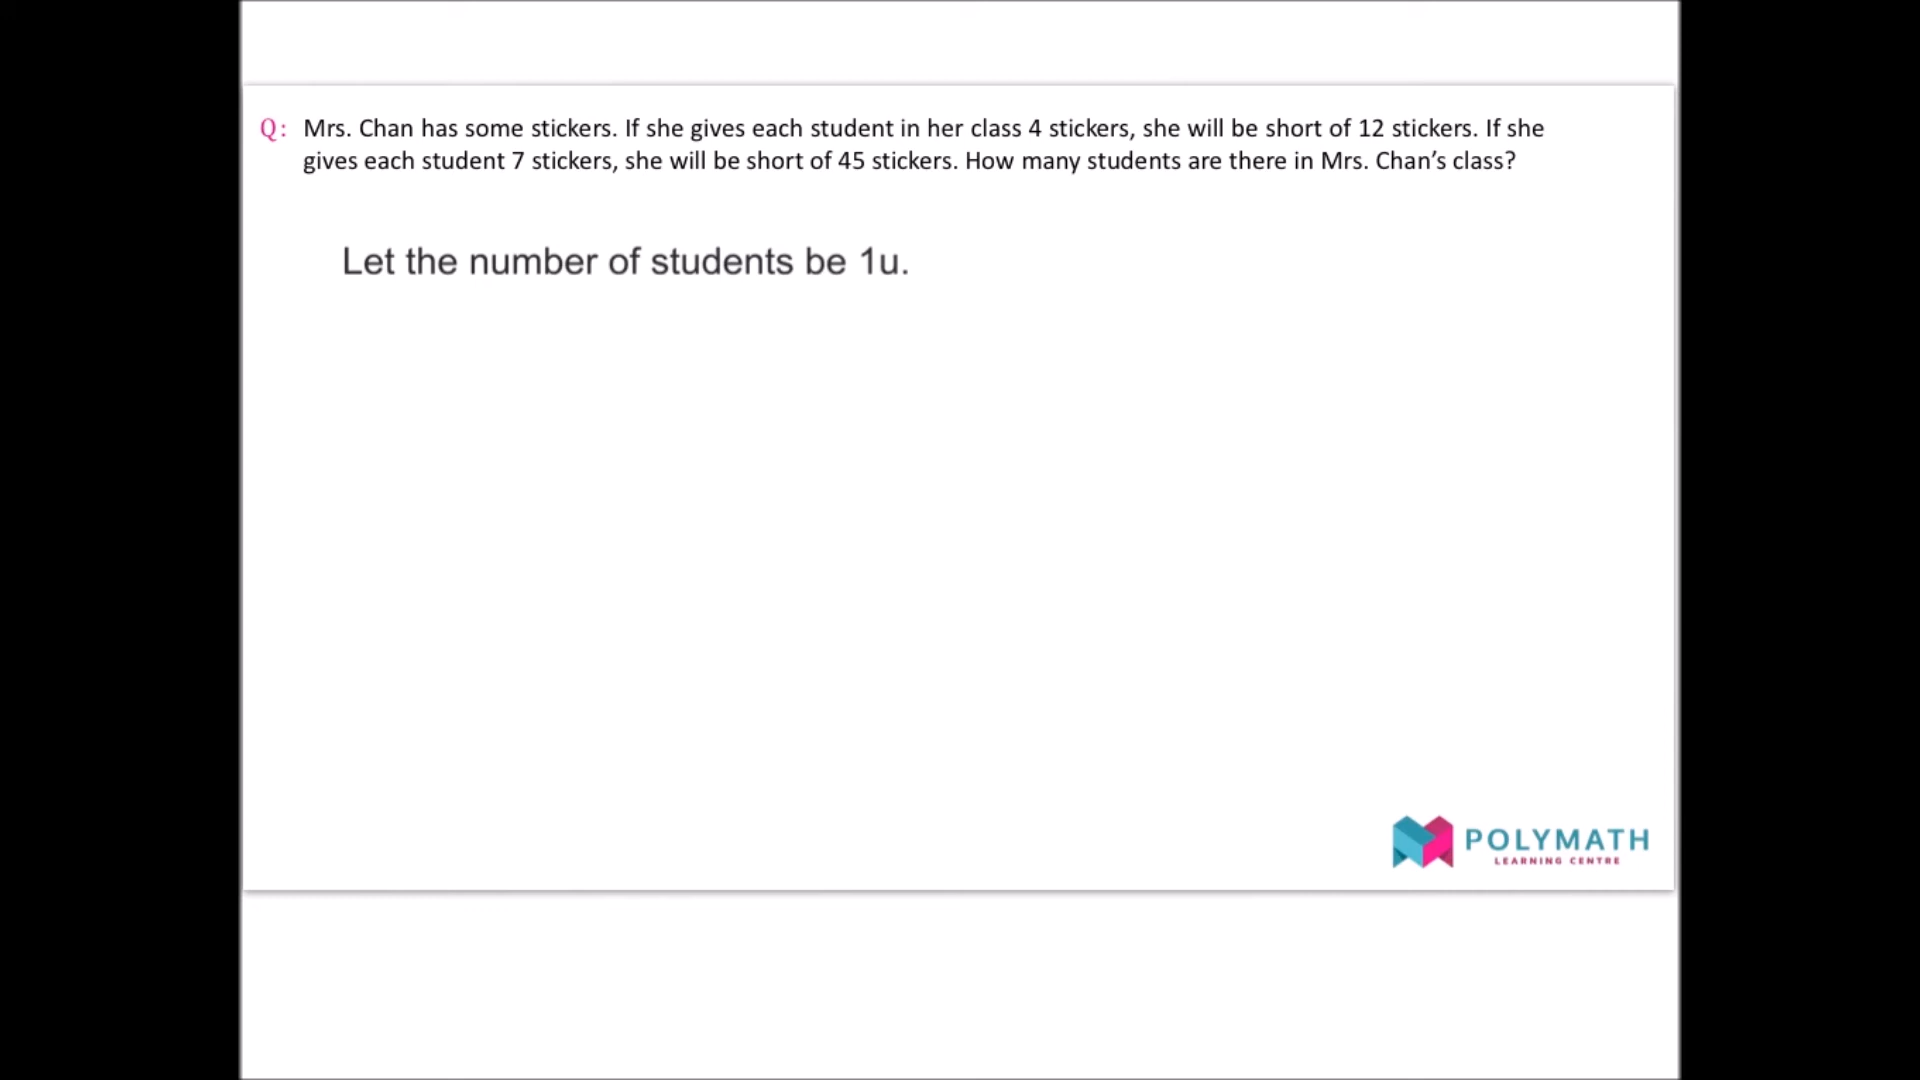 Q: Mrs. Chan has some stickers. If she gives each student in her class 4 stickers, she will be short of 12 stickers. If she
gives each student 7 stickers, she will be short of 45 stickers. How many students are there in Mrs. Chan’s class?
Let the number of students be 1u.
POLYMATH
LEARNING CENTRE